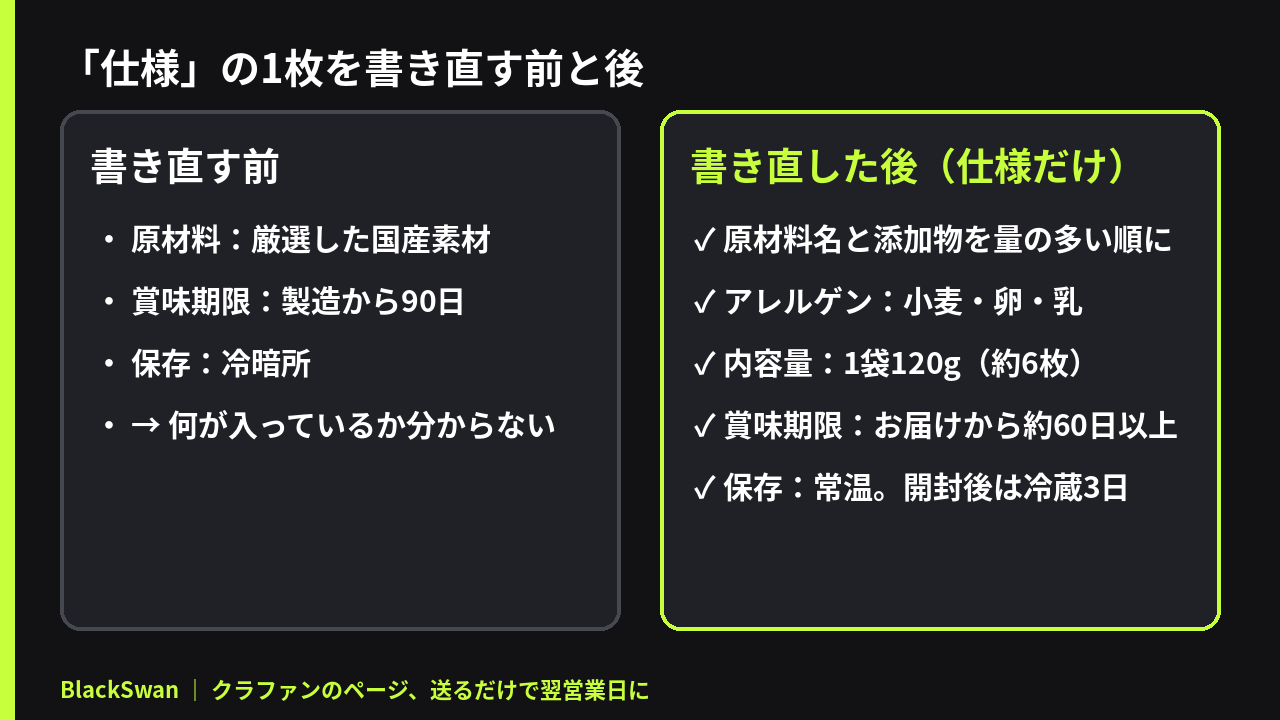 「仕様」の1枚を書き直す前と後
書き直す前
・ 原材料：厳選した国産素材
・ 賞味期限：製造から90日
・ 保存：冷暗所
・ → 何が入っているか分からない
書き直した後（仕様だけ）
✓ 原材料名と添加物を量の多い順に
✓ アレルゲン：小麦・卵・乳
✓ 内容量：1袋120g（約6枚）
✓ 賞味期限：お届けから約60日以上
✓ 保存：常温。開封後は冷蔵3日
BlackSwan｜クラファンのページ、送るだけで翌営業日に